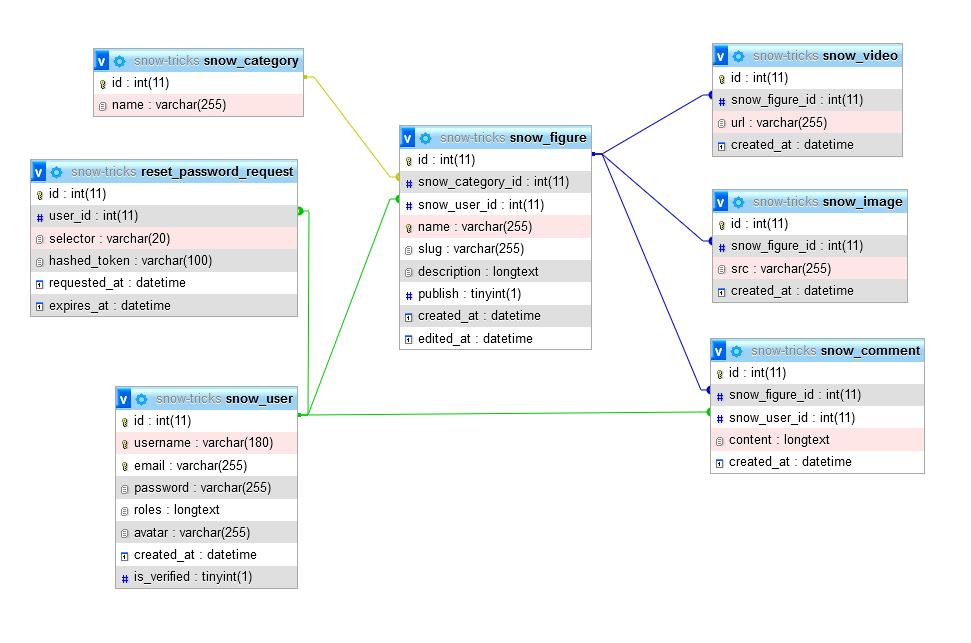 snow-tricks snow_category
id : int(11)
name : varchar(255)
snow-tricks reset_password_request
id : int(11)
user_id : int(11)
selector : varchar(20)
hashed_token : varchar(100)
requested_at : datetime
expires_at : datetime
snow-tricks snow_user
id : int(11)
username : varchar(180)
email : varchar(255)
password : varchar(255)
roles : longtext
avatar : varchar(255)
created_at : datetime
is_verified : tinyint(1)
snow-tricks snow_figure
id : int(11)
snow_category_id : int(11)
snow_user_id : int(11)
name : varchar(255)
slug : varchar(255)
description : longtext
publish : tinyint(1)
created_at : datetime
edited_at : datetime
snow-tricks snow_video
id : int(11)
snow_figure_id : int(11)
url : varchar(255)
created_at : datetime
snow-tricks snow_image
id : int(11)
snow_figure_id : int(11)
src : varchar(255)
created_at : datetime
snow-tricks snow_comment
id : int(11)
snow_figure_id : int(11)
snow_user_id : int(11)
content : longtext
created_at : datetime